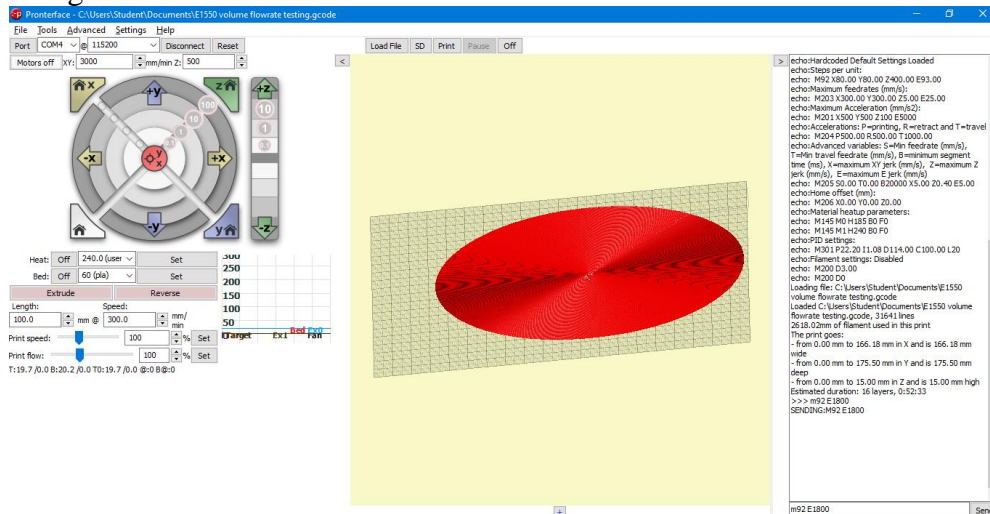 Pronterface - C:\Users\Student\Documents\E1550 volume flowrate testing.gcode
File Tools Advanced Settings Help
Port COM4 @ 115200 Disconnect Reset Load File SD Print Pause Off
Motors off XY: 3000 mm/min Z: 500 < >
X +y Z +Z
100
10
10
1
1
-X y x +X
-y y -Z
Heat: Off 240.0 (user Set
Bed: Off 60 (pla) Set
Extrude Reverse
Length: Speed:
100.0 mm @ 300.0 mm/ min
Print speed: 100 % Set
Print flow: 100 % Set
T:19.7 /0.0 B:20.2 /0.0 T0:19.7 /0.0 @:0 B@:0
300
250
200
150
100
50
Bed Ex0
Target Ex1 Fan
echo:Hardcoded Default Settings Loaded
echo:Steps per unit:
echo: M92 X80.00 Y80.00 Z400.00 E93.00
echo:Maximum feedrates (mm/s):
echo: M203 X300.00 Y300.00 Z5.00 E25.00
echo:Maximum Acceleration (mm/s2):
echo: M201 X500 Y500 Z100 E5000
echo:Accelerations: P=printing, R=retract and T=travel
echo: M204 P500.00 R500.00 T1000.00
echo:Advanced variables: S=Min feedrate (mm/s),
T=Min travel feedrate (mm/s), B=minimum segment
time (ms), X=maximum XY jerk (mm/s), Z=maximum Z
jerk (mm/s), E=maximum E jerk (mm/s)
echo: M205 S0.00 T0.00 B20000 X5.00 Z0.40 E5.00
echo:Home offset (mm):
echo: M206 X0.00 Y0.00 Z0.00
echo:Material heatup parameters:
echo: M145 M0 H185 B0 F0
echo: M145 M1 H240 B0 F0
echo:PID settings:
echo: M301 P22.20 I1.08 D114.00 C100.00 L20
echo:Filament settings: Disabled
echo: M200 D3.00
echo: M200 D0
Loading file: C:\Users\Student\Documents\E1550
volume flowrate testing.gcode
Loaded C:\Users\Student\Documents\E1550 volume
flowrate testing.gcode, 31641 lines
2618.02mm of filament used in this print
The print goes:
- from 0.00 mm to 166.18 mm in X and is 166.18 mm
wide
- from 0.00 mm to 175.50 mm in Y and is 175.50 mm
deep
- from 0.00 mm to 15.00 mm in Z and is 15.00 mm high
Estimated duration: 16 layers, 0:52:33
>>> m92 E1800
SENDING:M92 E1800
+
m92 E1800 Send